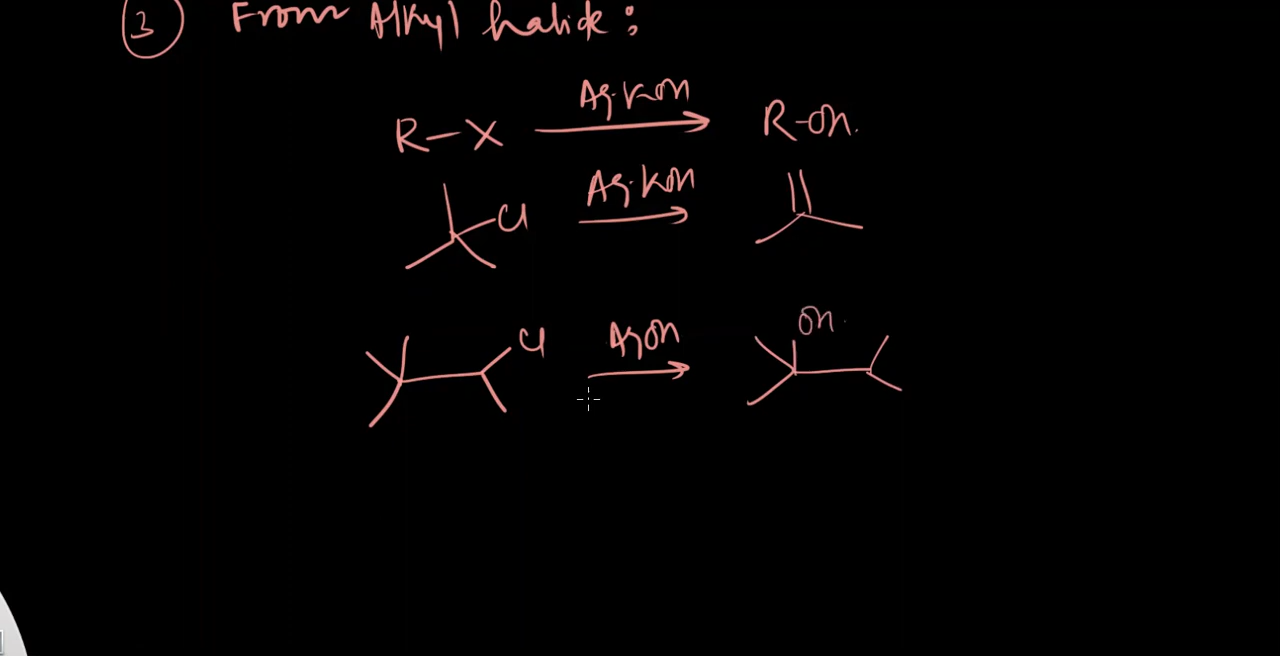 3 From Alkyl halide :
R-X Aq.KOH R-OH.
Cl Aq.KOH
OH.
Cl AgOH